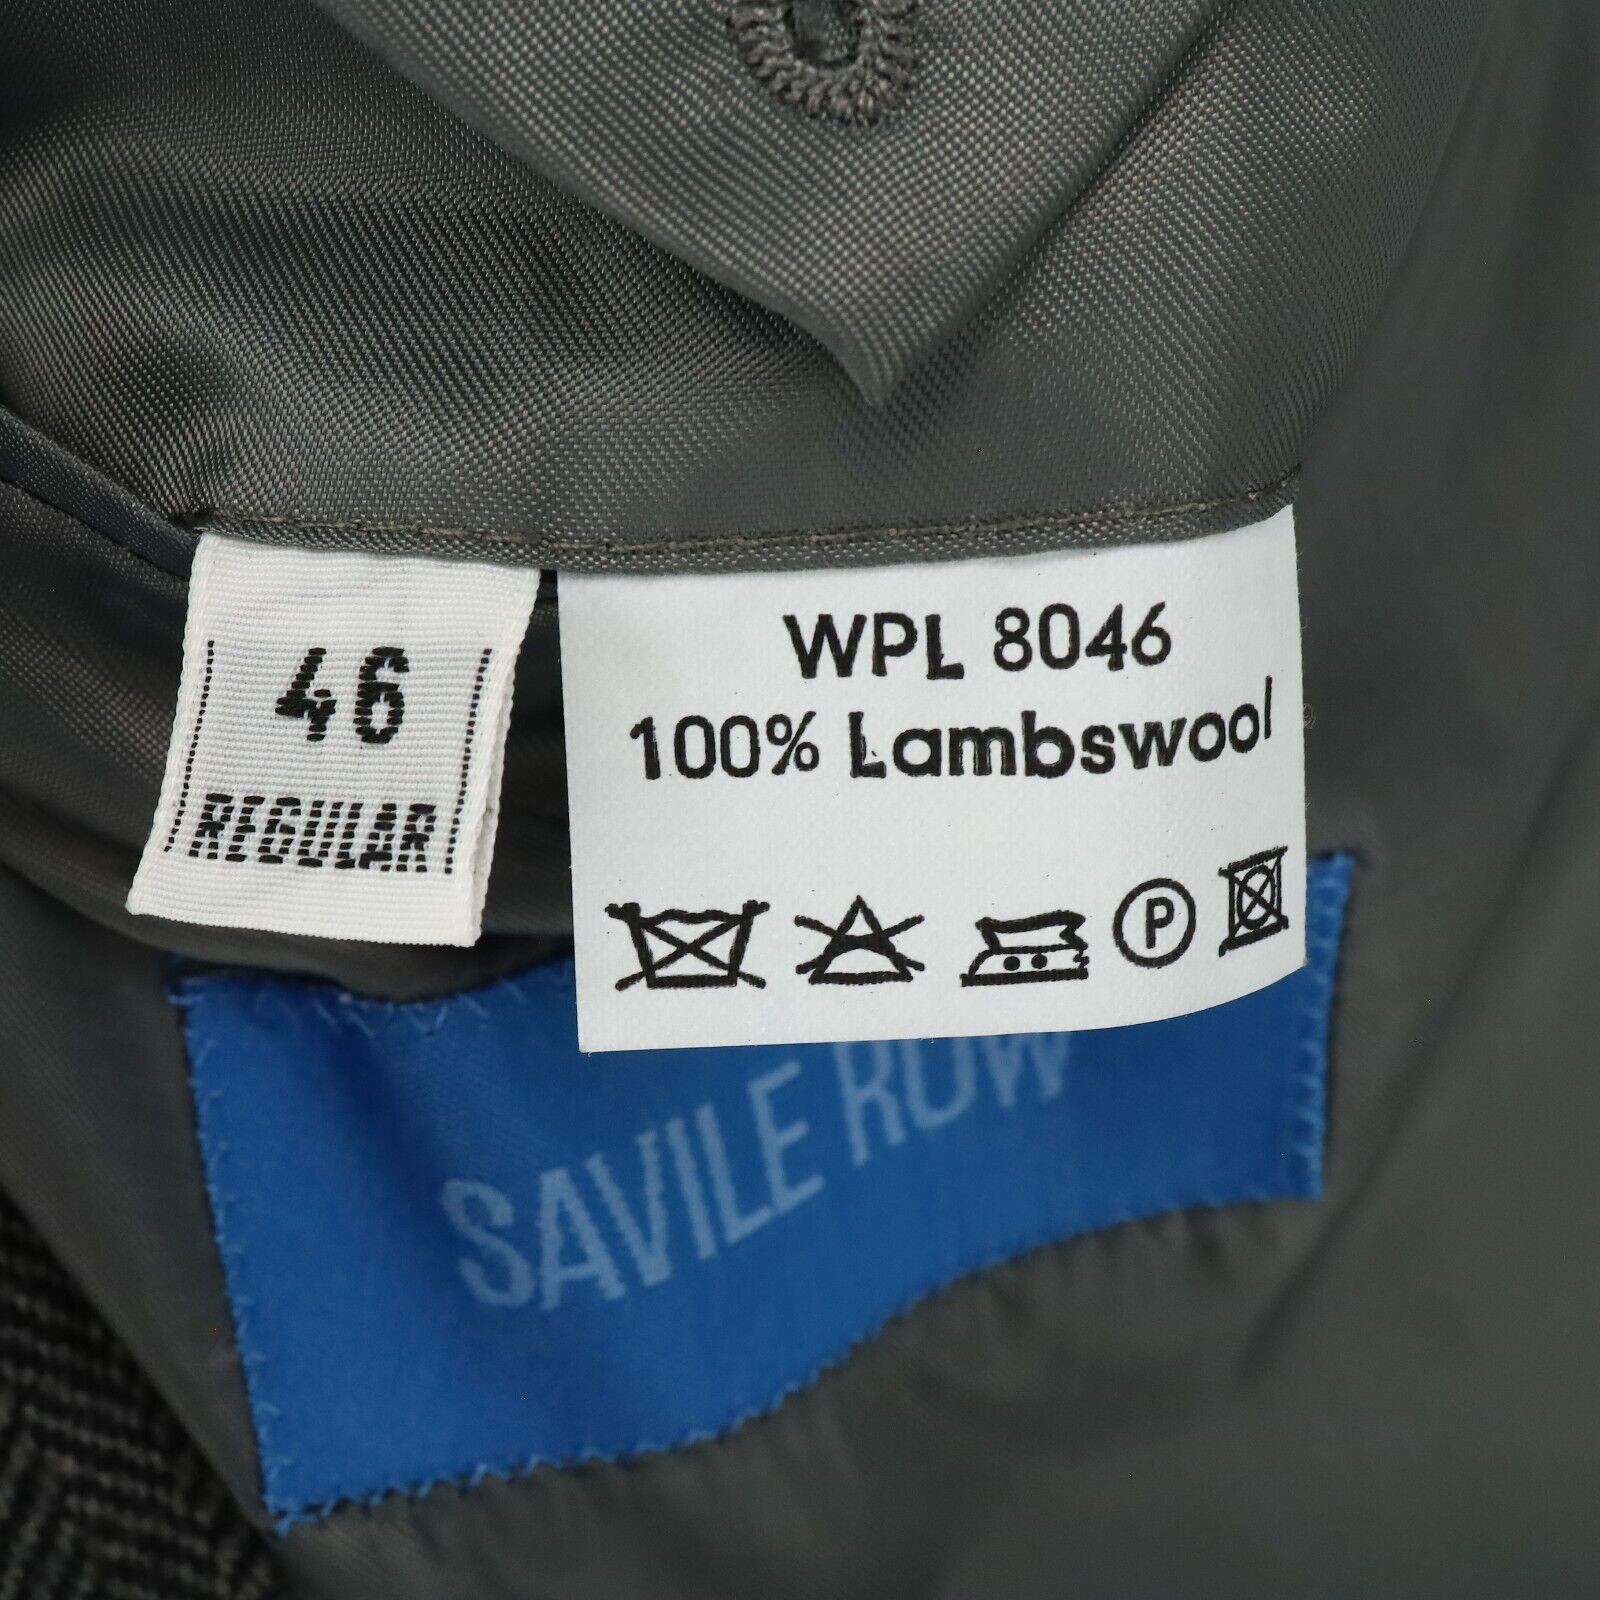 46
REGULAR
WPL 8046
100% Lambswool
P
SAVILE ROW